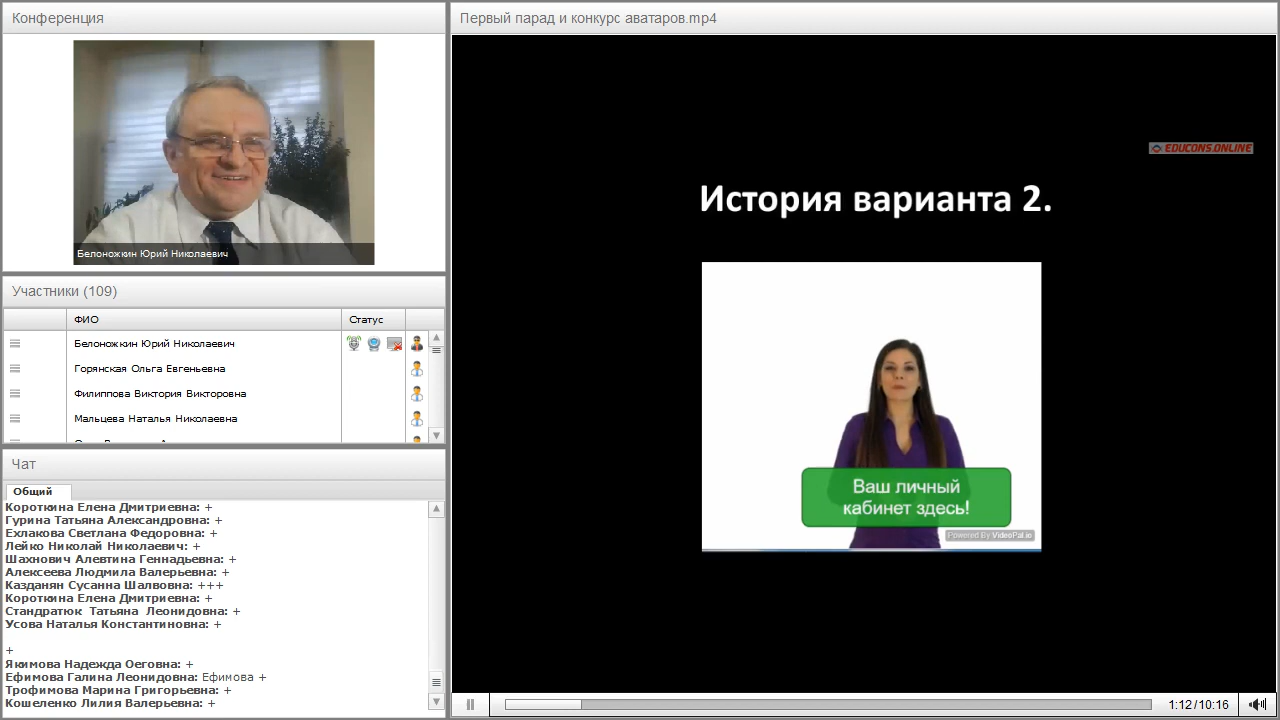 Конференция
Белоножкин Юрий Николаевич
Участники (109)
ФИО
Статус
Белоножкин Юрий Николаевич
Горянская Ольга Евгеньевна
Филиппова Виктория Викторовна
Мальцева Наталья Николаевна
Чат
Общий
Короткина Елена Дмитриевна: +
Гурина Татьяна Александровна: +
Ехлакова Светлана Федоровна: +
Лейко Николай Николаевич: +
Шахнович Алевтина Геннадьевна: +
Алексеева Людмила Валерьевна: +
Казданян Сусанна Шалвовна: +++
Короткина Елена Дмитриевна: +
Стандратюк Татьяна Леонидовна: +
Усова Наталья Константиновна: +
+
Якимова Надежда Оеговна: +
Ефимова Галина Леонидовна: Ефимова +
Трофимова Марина Григорьевна: +
Кошеленко Лилия Валерьевна: +
Первый парад и конкурс аватаров.mp4
EDUCONS.ONLINE
История варианта 2.
Ваш личный
кабинет здесь!
Powered By VideoPal.io
1:12/10:16